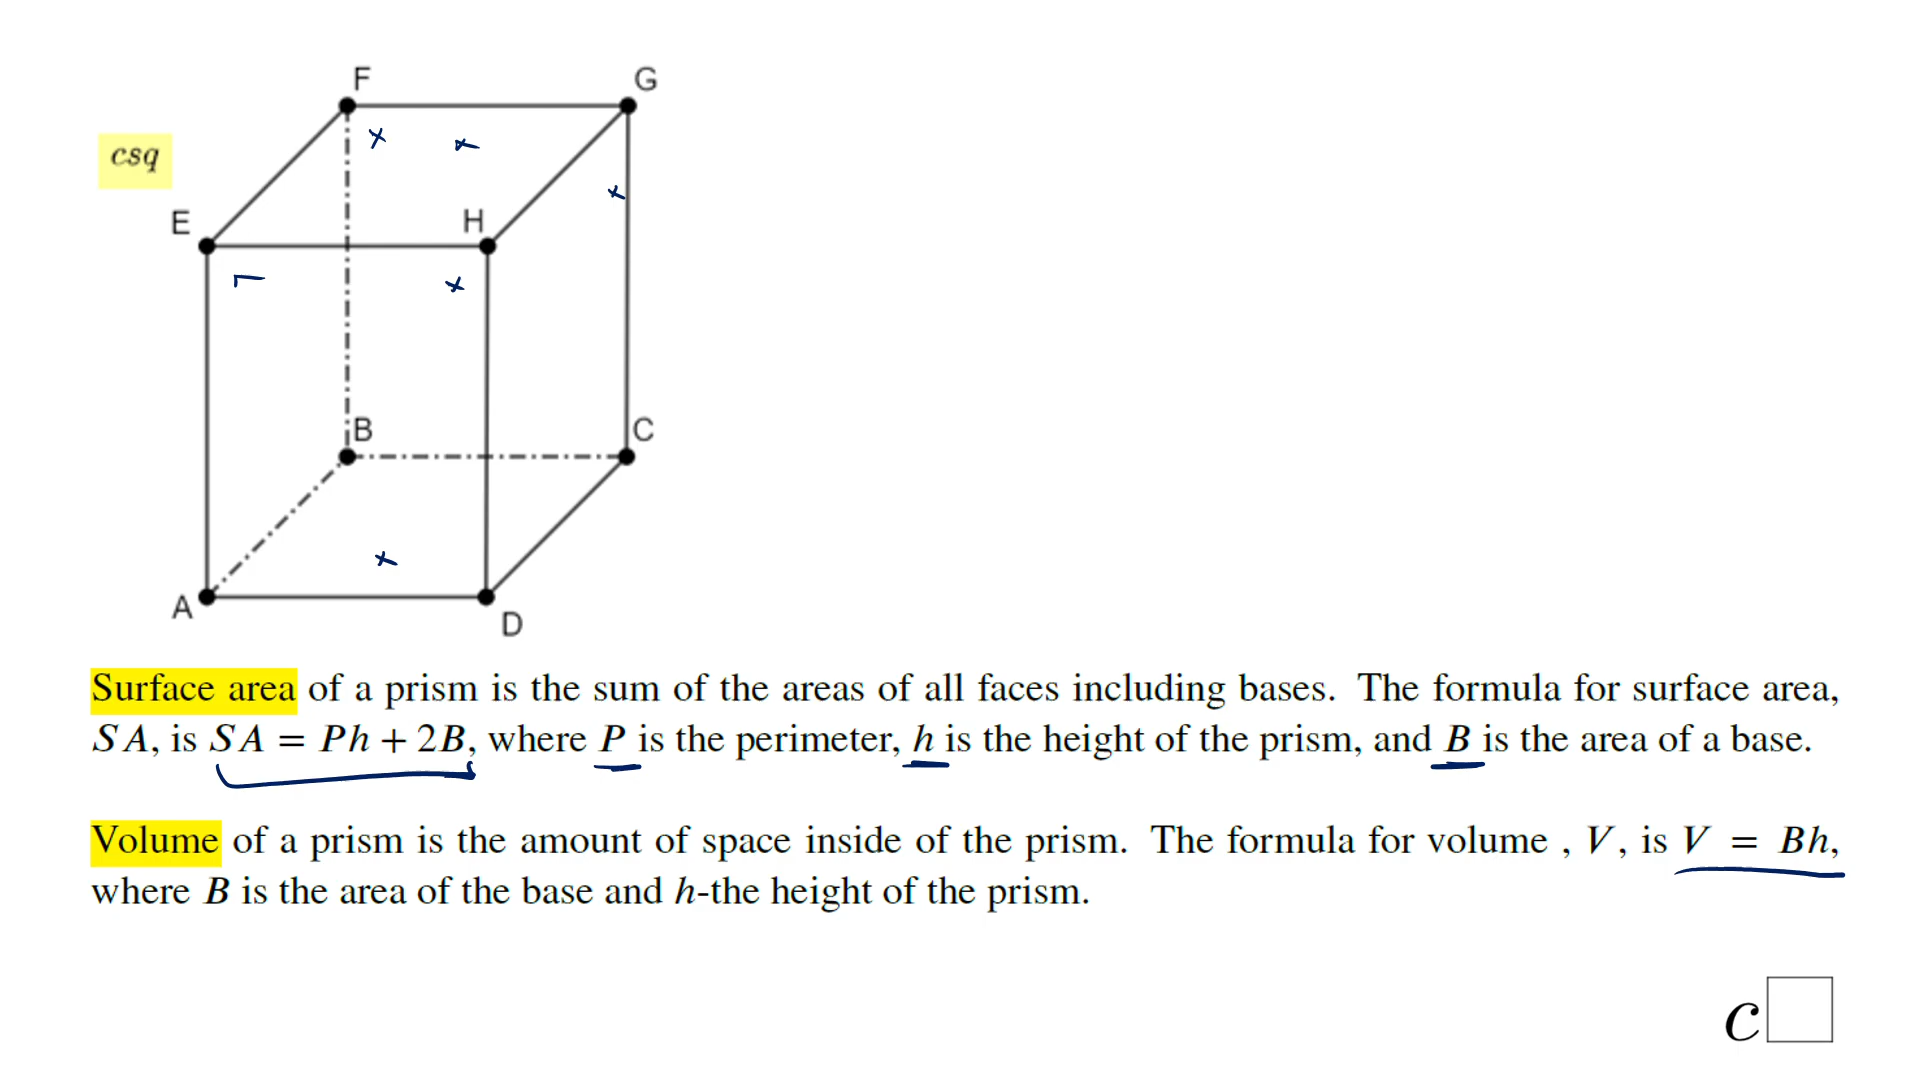 F
G
csq
E
H
B
C
A
D
Surface area of a prism is the sum of the areas of all faces including bases. The formula for surface area,
SA, is SA = Ph + 2B, where P is the perimeter, h is the height of the prism, and B is the area of a base.
Volume of a prism is the amount of space inside of the prism. The formula for volume , V, is V = Bh,
where B is the area of the base and h-the height of the prism.
c